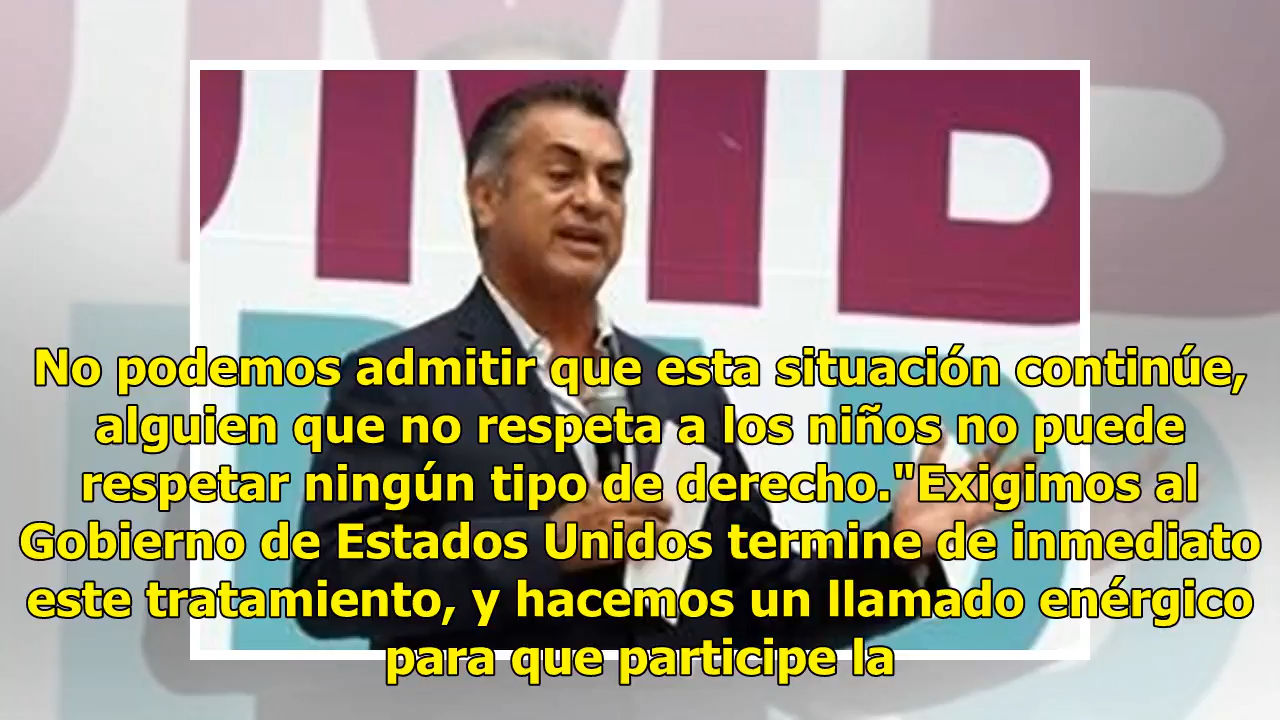 No podemos admitir que esta situación continúe,
alguien que no respeta a los niños no puede
respetar ningún tipo de derecho."Exigimos al
Gobierno de Estados Unidos termine de inmediato
este tratamiento, y hacemos un llamado enérgico
para que participe la